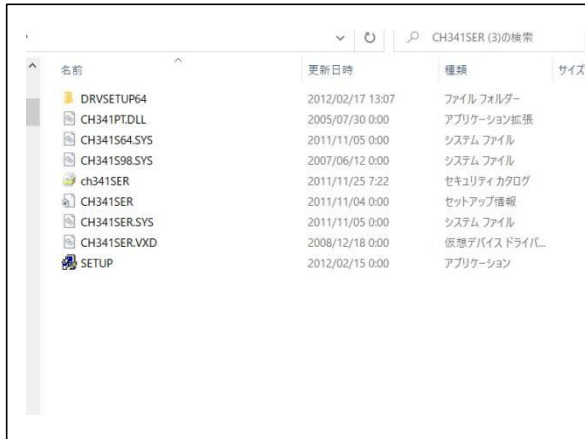 CH341SER (3)の検索
名前 更新日時 種類 サイズ
DRVSETUP64 2012/02/17 13:07 ファイル フォルダー
CH341PT.DLL 2005/07/30 0:00 アプリケーション拡張
CH341S64.SYS 2011/11/05 0:00 システム ファイル
CH341S98.SYS 2007/06/12 0:00 システム ファイル
ch341SER 2011/11/25 7:22 セキュリティ カタログ
CH341SER 2011/11/04 0:00 セットアップ情報
CH341SER.SYS 2011/11/05 0:00 システム ファイル
CH341SER.VXD 2008/12/18 0:00 仮想デバイス ドライバ...
SETUP 2012/02/15 0:00 アプリケーション